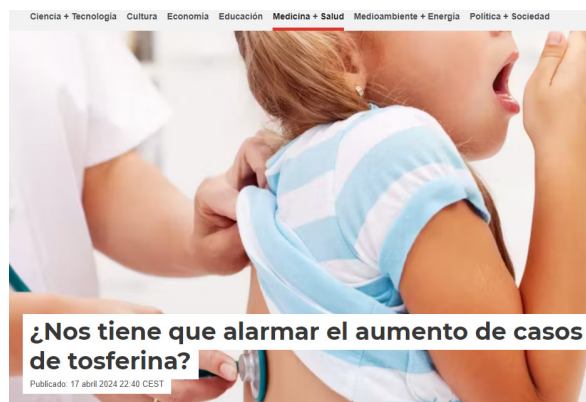 Ciencia + Tecnología Cultura Economía Educación Medicina + Salud Medioambiente + Energía Política + Sociedad
¿Nos tiene que alarmar el aumento de casos
de tosferina?
Publicado: 17 abril 2024 22:40 CEST